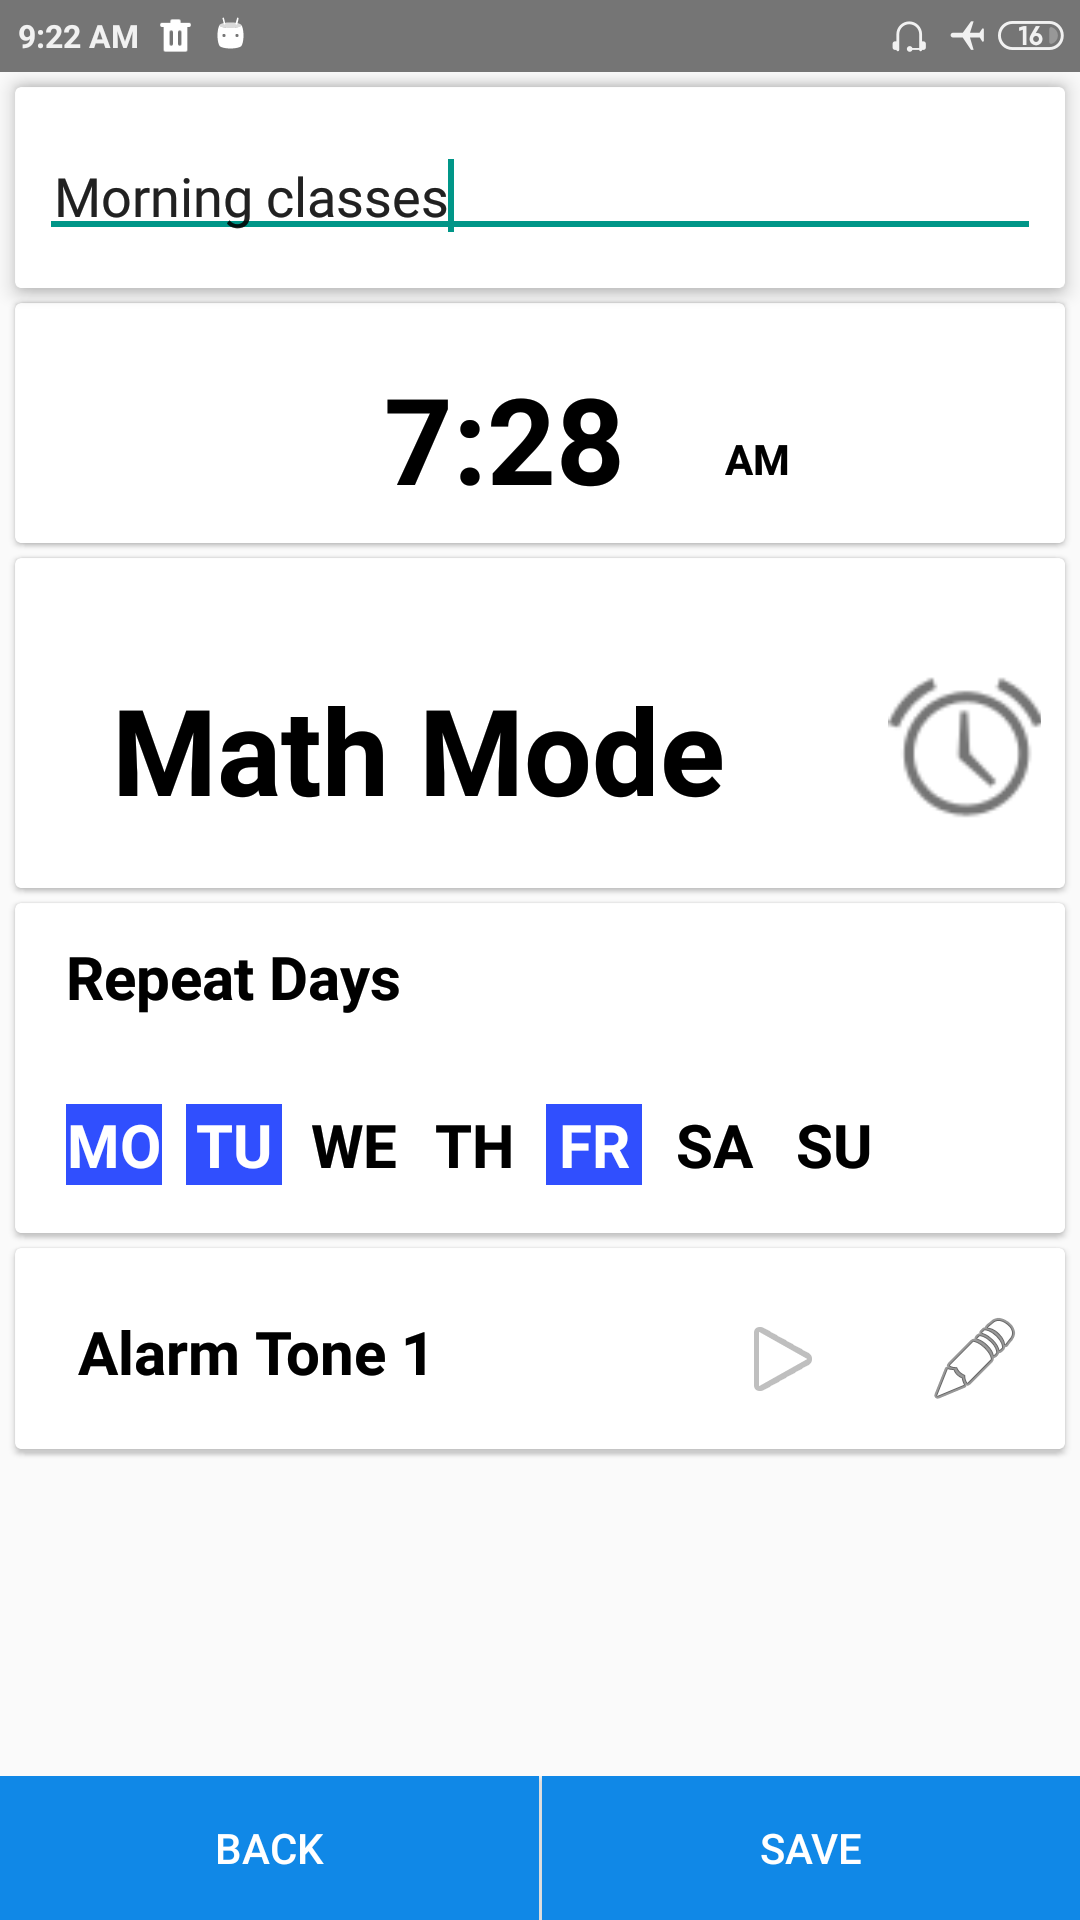 9:22 AM 16
Morning classes
7:28 AM
Math Mode
Repeat Days
MO TU WE TH FR SA SU
Alarm Tone 1
BACK SAVE